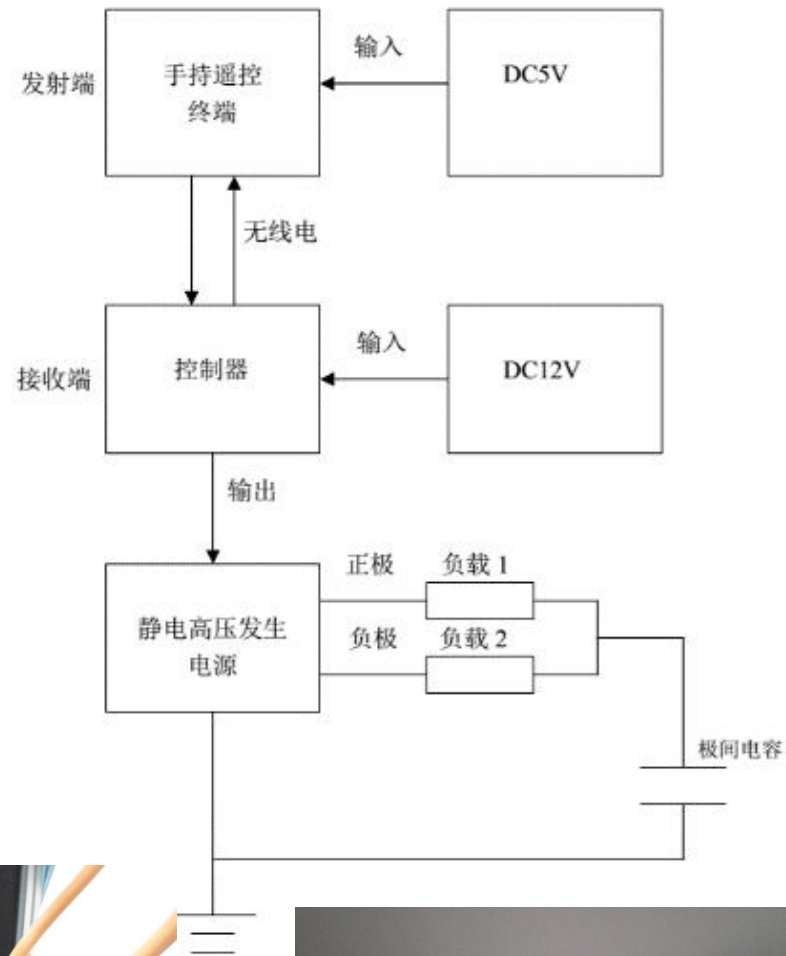 输入
发射端
手持遥控
终端
DC5V
无线电
输入
接收端
控制器
DC12V
输出
正极
负载 1
静电高压发生
电源
负极
负载 2
极间电容